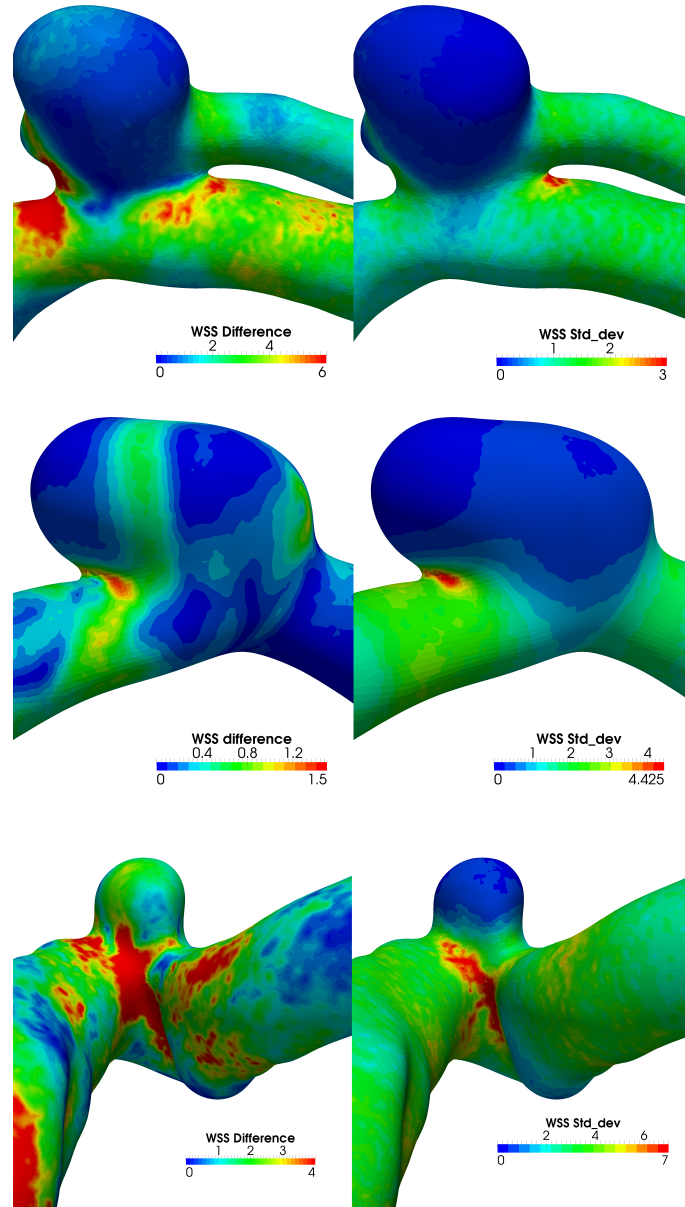 WSS Difference
2 4
0 6
WSS Std_dev
1 2
0 3
WSS difference
0.4 0.8 1.2
0 1.5
WSS Std_dev
1 2 3 4
0 4.425
WSS Difference
1 2 3
0 4
WSS Std_dev
2 4 6
0 7